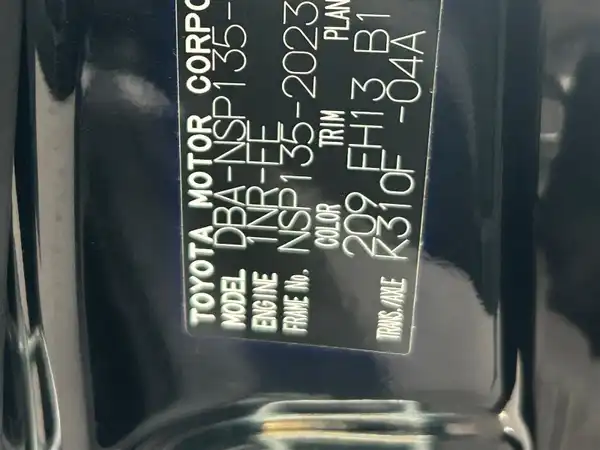 TOYOTA MOTOR CORPO
MODEL DBA-NSP135-
ENGINE 1NR-FE
FRAME No. NSP135-2023
COLOR TRIM PLAN
209 FH13 B1
TRANS./AXLE K310F -04A